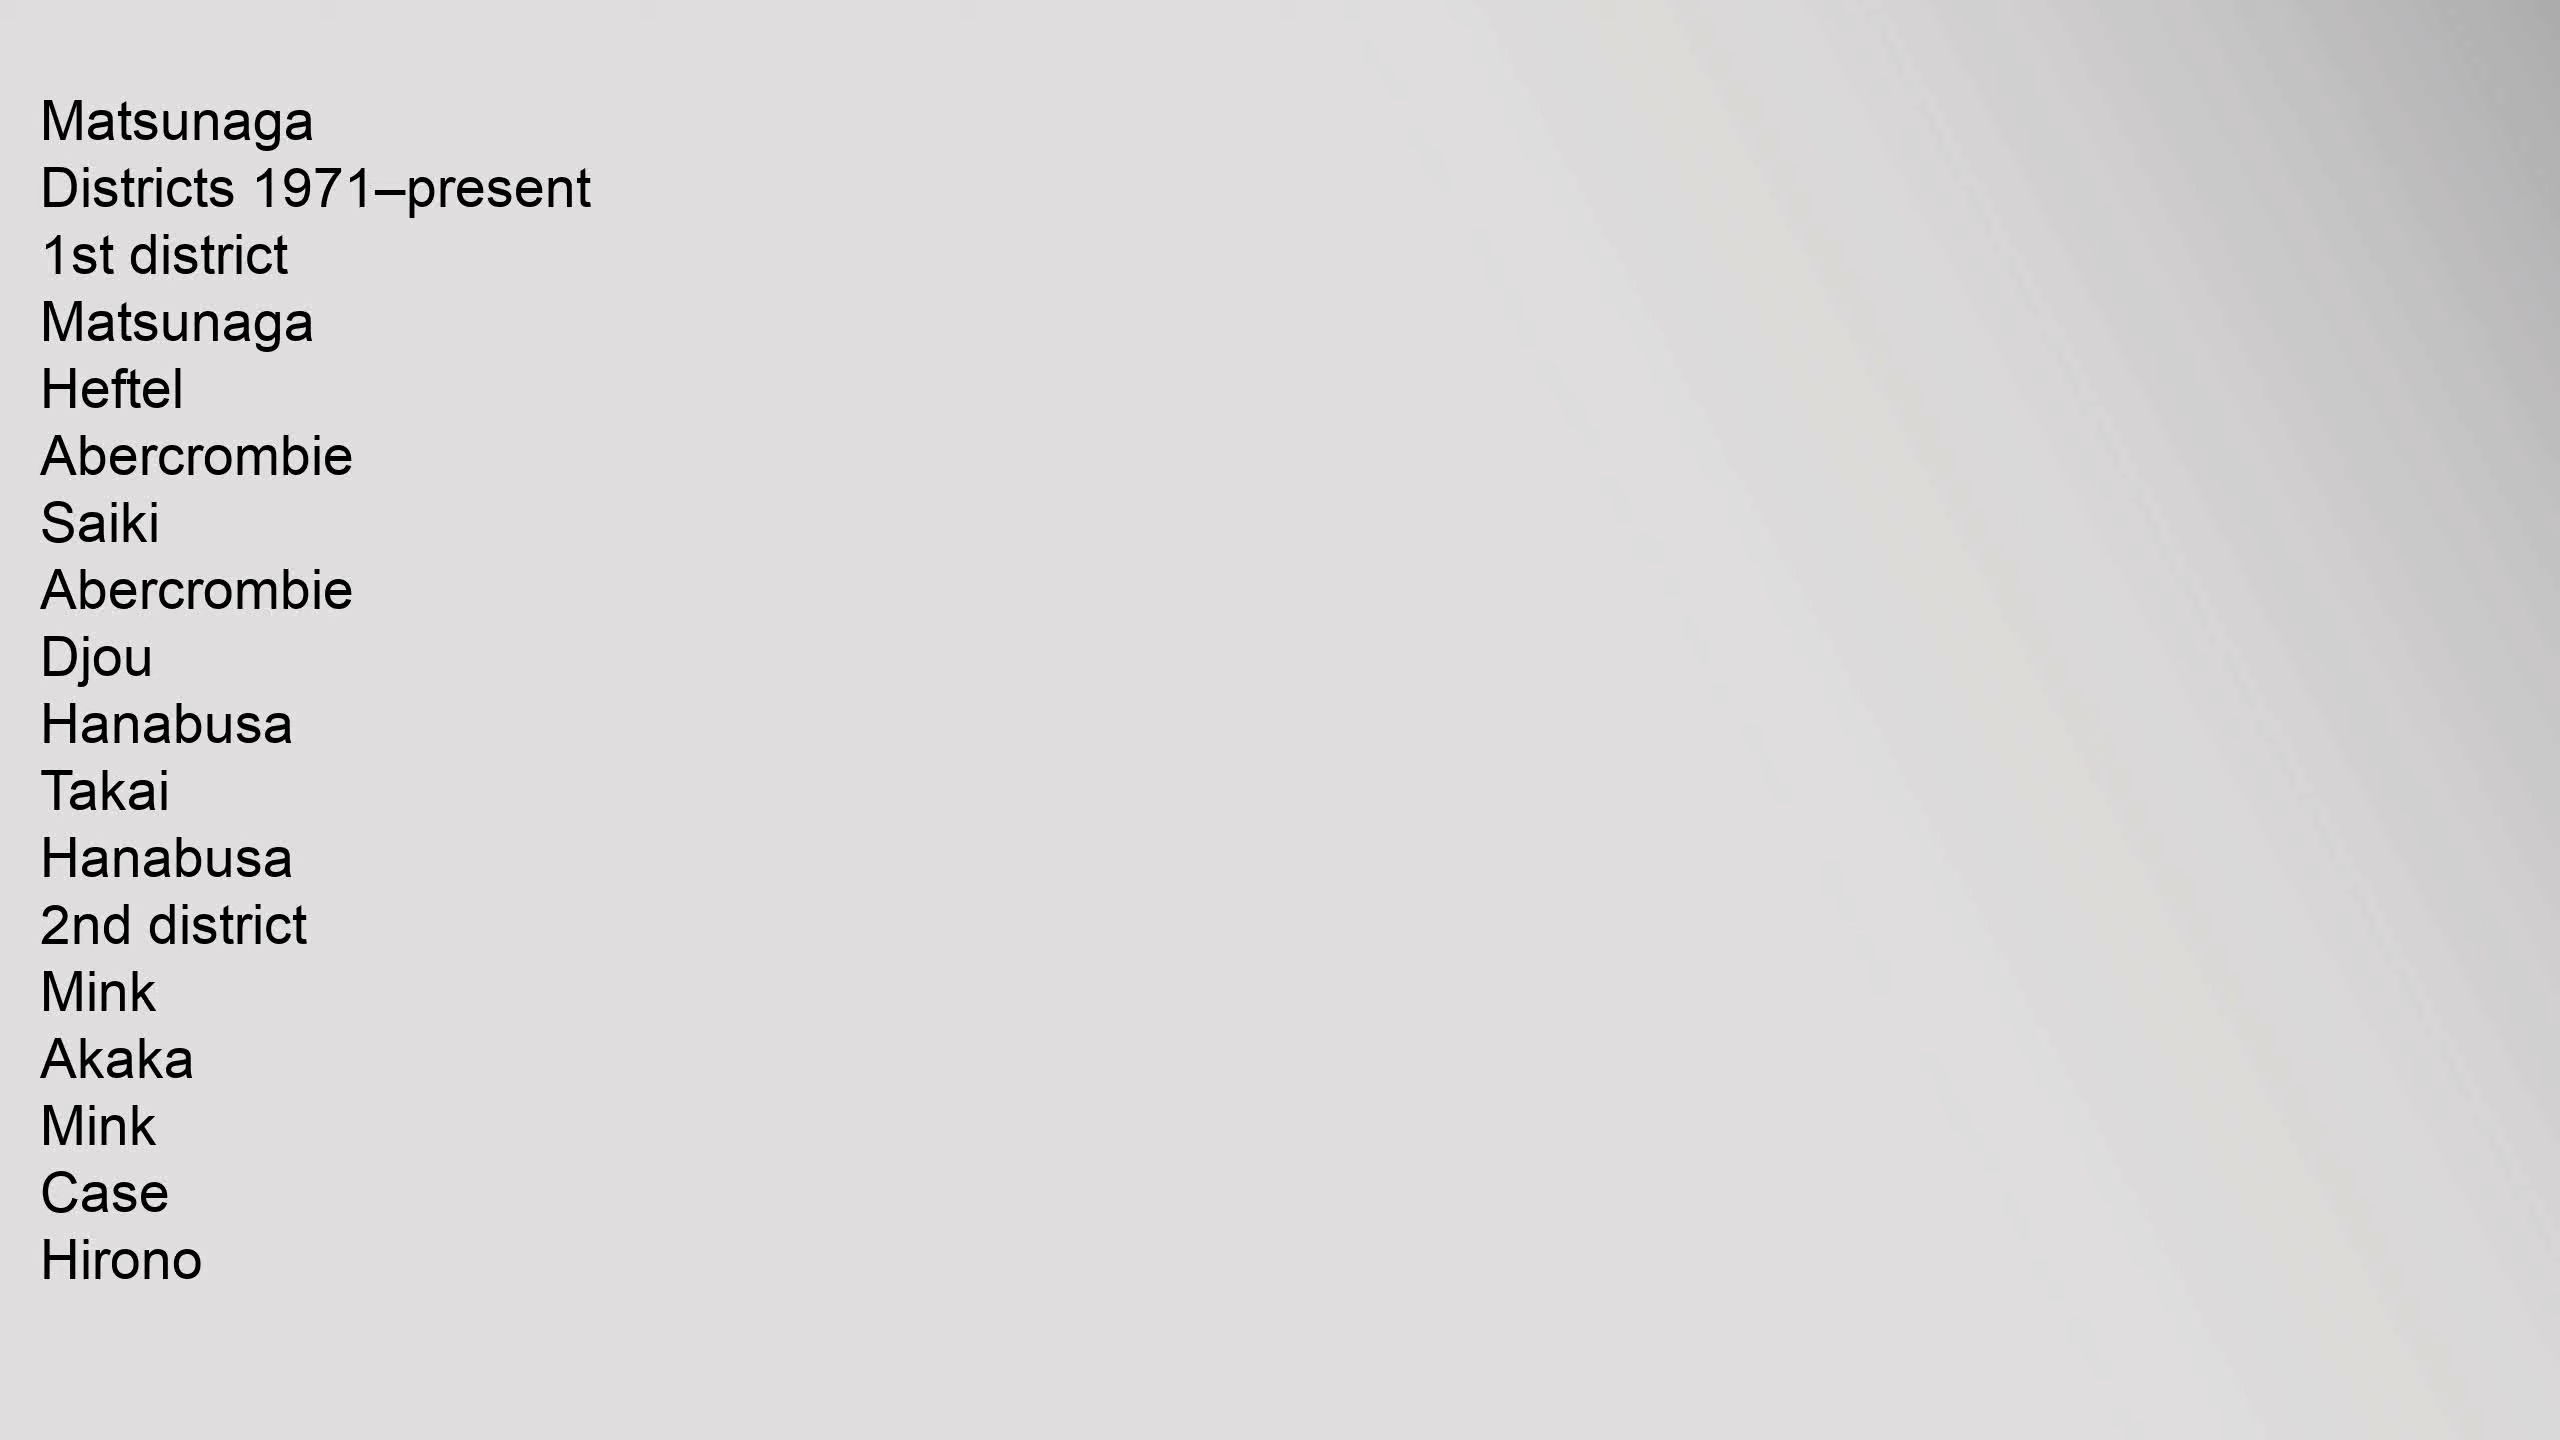 Matsunaga
Districts 1971–present
1st district
Matsunaga
Heftel
Abercrombie
Saiki
Abercrombie
Djou
Hanabusa
Takai
Hanabusa
2nd district
Mink
Akaka
Mink
Case
Hirono